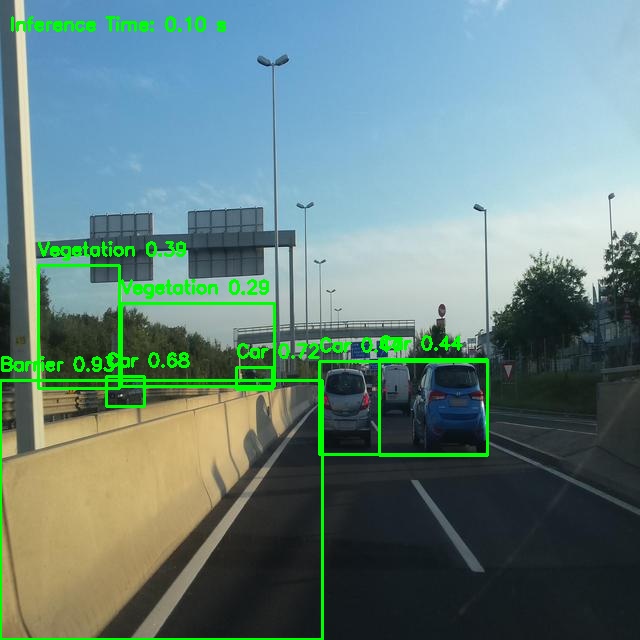 Inference Time: 0.10 s
Vegetation 0.39
Vegetation 0.29
Barrier 0.93
Car 0.68
Car 0.72
Car
Car 0.44